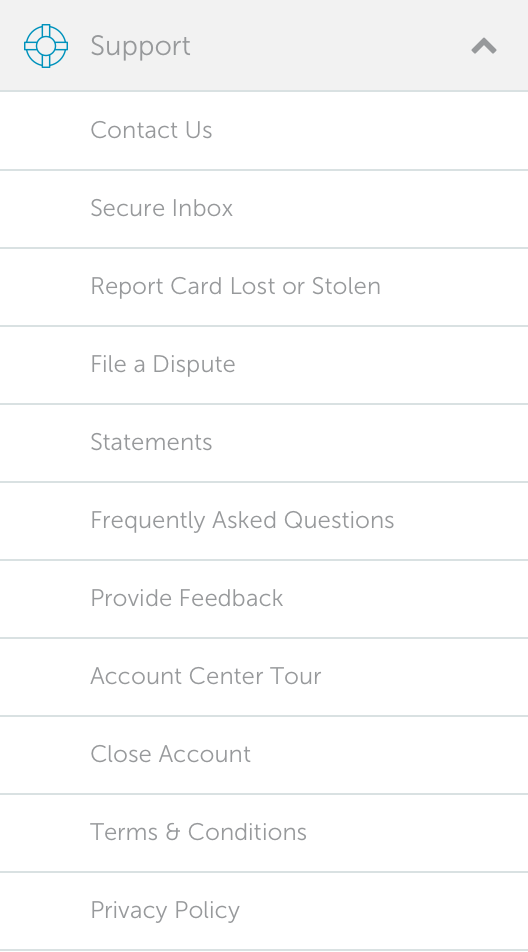 Support
Contact Us
Secure Inbox
Report Card Lost or Stolen
File a Dispute
Statements
Frequently Asked Questions
Provide Feedback
Account Center Tour
Close Account
Terms & Conditions
Privacy Policy